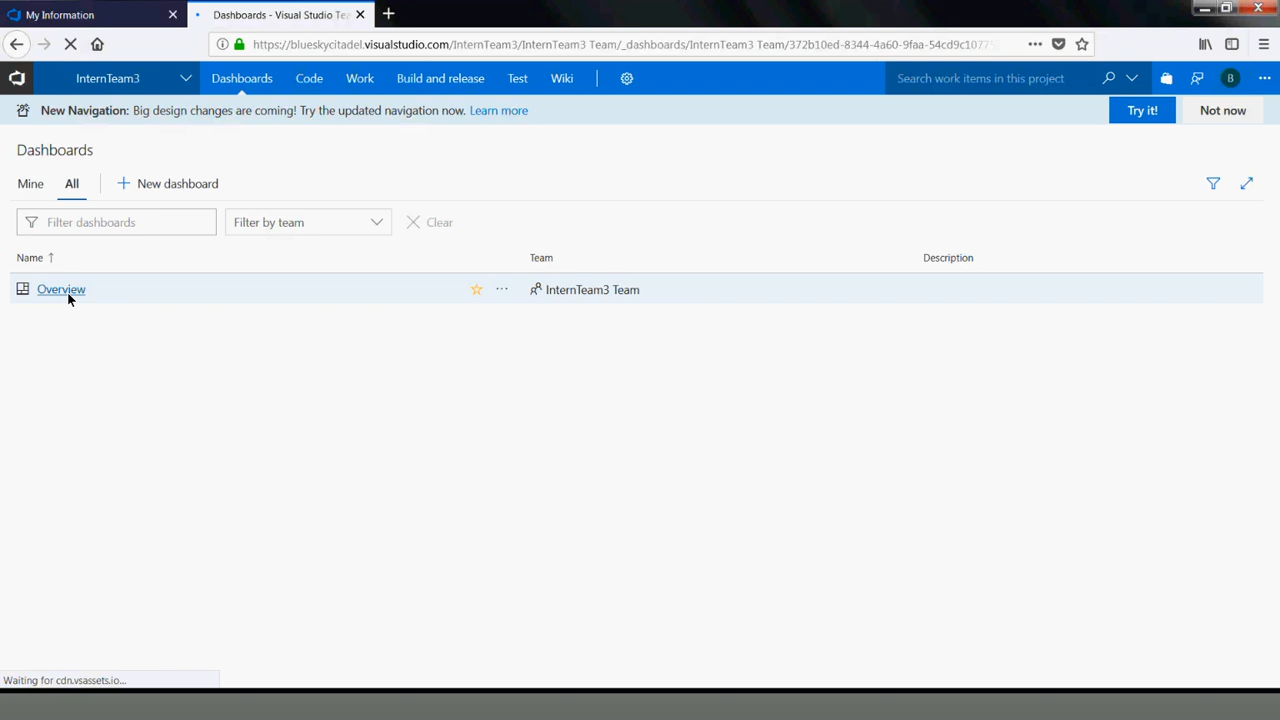 My Information
Dashboards - Visual Studio Te
https://blueskycitadel.visualstudio.com/InternTeam3/InternTeam3 Team/_dashboards/InternTeam3 Team/372b10ed-8344-4a60-9faa-54cd9c1077
InternTeam3 Dashboards Code Work Build and release Test Wiki Search work items in this project B
New Navigation: Big design changes are coming! Try the updated navigation now. Learn more Try it! Not now
Dashboards
Mine All New dashboard
Filter dashboards Filter by team Clear
Name Team Description
Overview InternTeam3 Team
Waiting for cdn.vsassets.io...